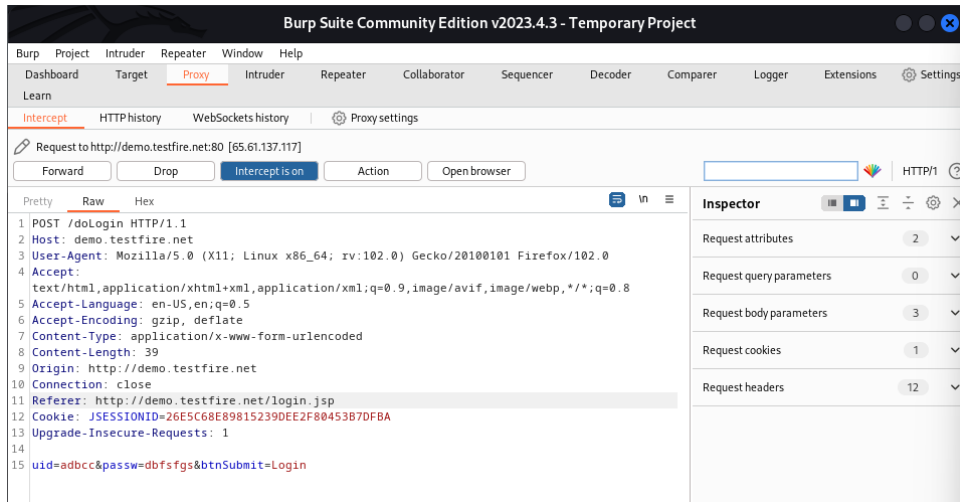 Burp Suite Community Edition v2023.4.3 - Temporary Project
Burp Project Intruder Repeater Window Help
Dashboard Target Proxy Intruder Repeater Collaborator Sequencer Decoder Comparer Logger Extensions Settings
Learn
Intercept HTTP history WebSockets history Proxy settings
Request to http://demo.testfire.net:80 [65.61.137.117]
Forward Drop Intercept is on Action Open browser HTTP/1 ?
Pretty Raw Hex \n Inspector
1 POST /doLogin HTTP/1.1
2 Host: demo.testfire.net
3 User-Agent: Mozilla/5.0 (X11; Linux x86_64; rv:102.0) Gecko/20100101 Firefox/102.0
4 Accept:
text/html,application/xhtml+xml,application/xml;q=0.9,image/avif,image/webp,*/*;q=0.8
5 Accept-Language: en-US,en;q=0.5
6 Accept-Encoding: gzip, deflate
7 Content-Type: application/x-www-form-urlencoded
8 Content-Length: 39
9 Origin: http://demo.testfire.net
10 Connection: close
11 Referer: http://demo.testfire.net/login.jsp
12 Cookie: JSESSIONID=26E5C68E89815239DEE2F80453B7DFBA
13 Upgrade-Insecure-Requests: 1
14
15 uid=adbcc&passw=dbfsfgs&btnSubmit=Login
Request attributes 2
Request query parameters 0
Request body parameters 3
Request cookies 1
Request headers 12